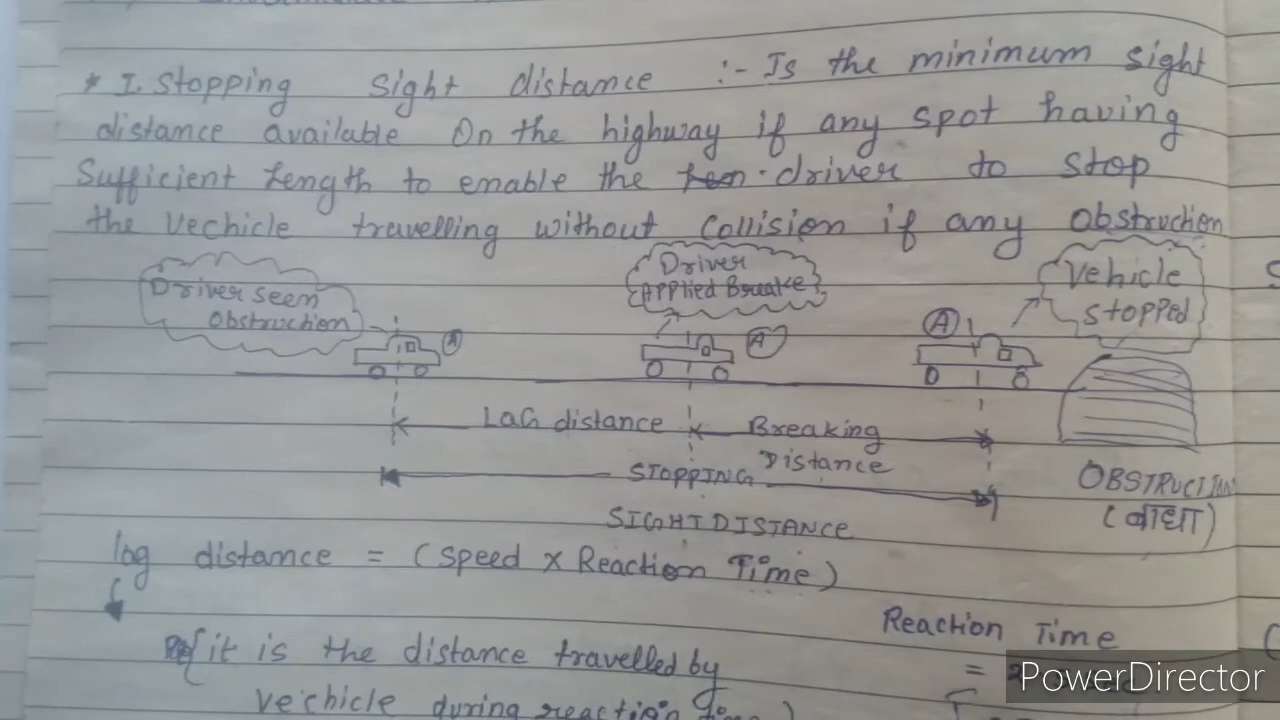 * I. Stopping Sight distance :- Is the minimum sight
distance available On the highway if any spot having
Sufficient Length to enable the driver to stop
the Vechicle travelling without Collision if any Obstruction
Driver seen
Obstruction
Driver
Applied Breake
Vehicle
stopped
A
A
A
LaG distance
Breaking
Distance
STOPPING
SIGHT DISTANCE
OBSTRUCTION
(बाधा)
lag distance = (Speed x Reaction Time)
Reaction Time
{it is the distance travelled by
=
vechicle during reaction time)
PowerDirector